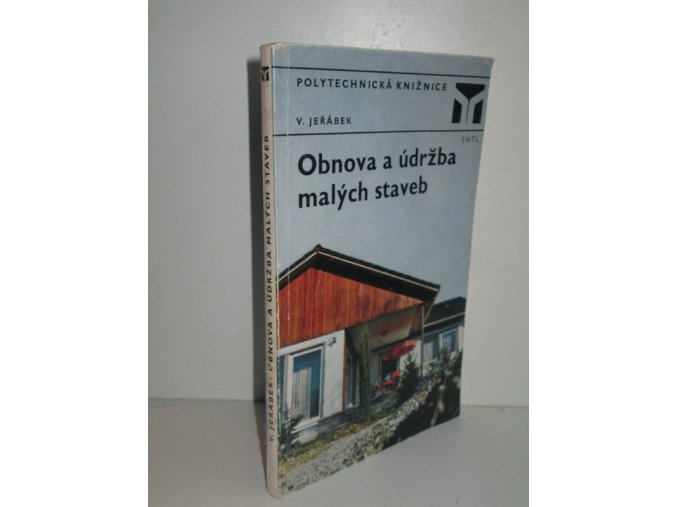 POLYTECHNICKÁ KNIŽNICE
V. JEŘÁBEK
SNTL
Obnova a údržba
malých staveb
V. JEŘÁBEK: OBNOVA A ÚDRŽBA MALÝCH STAVEB